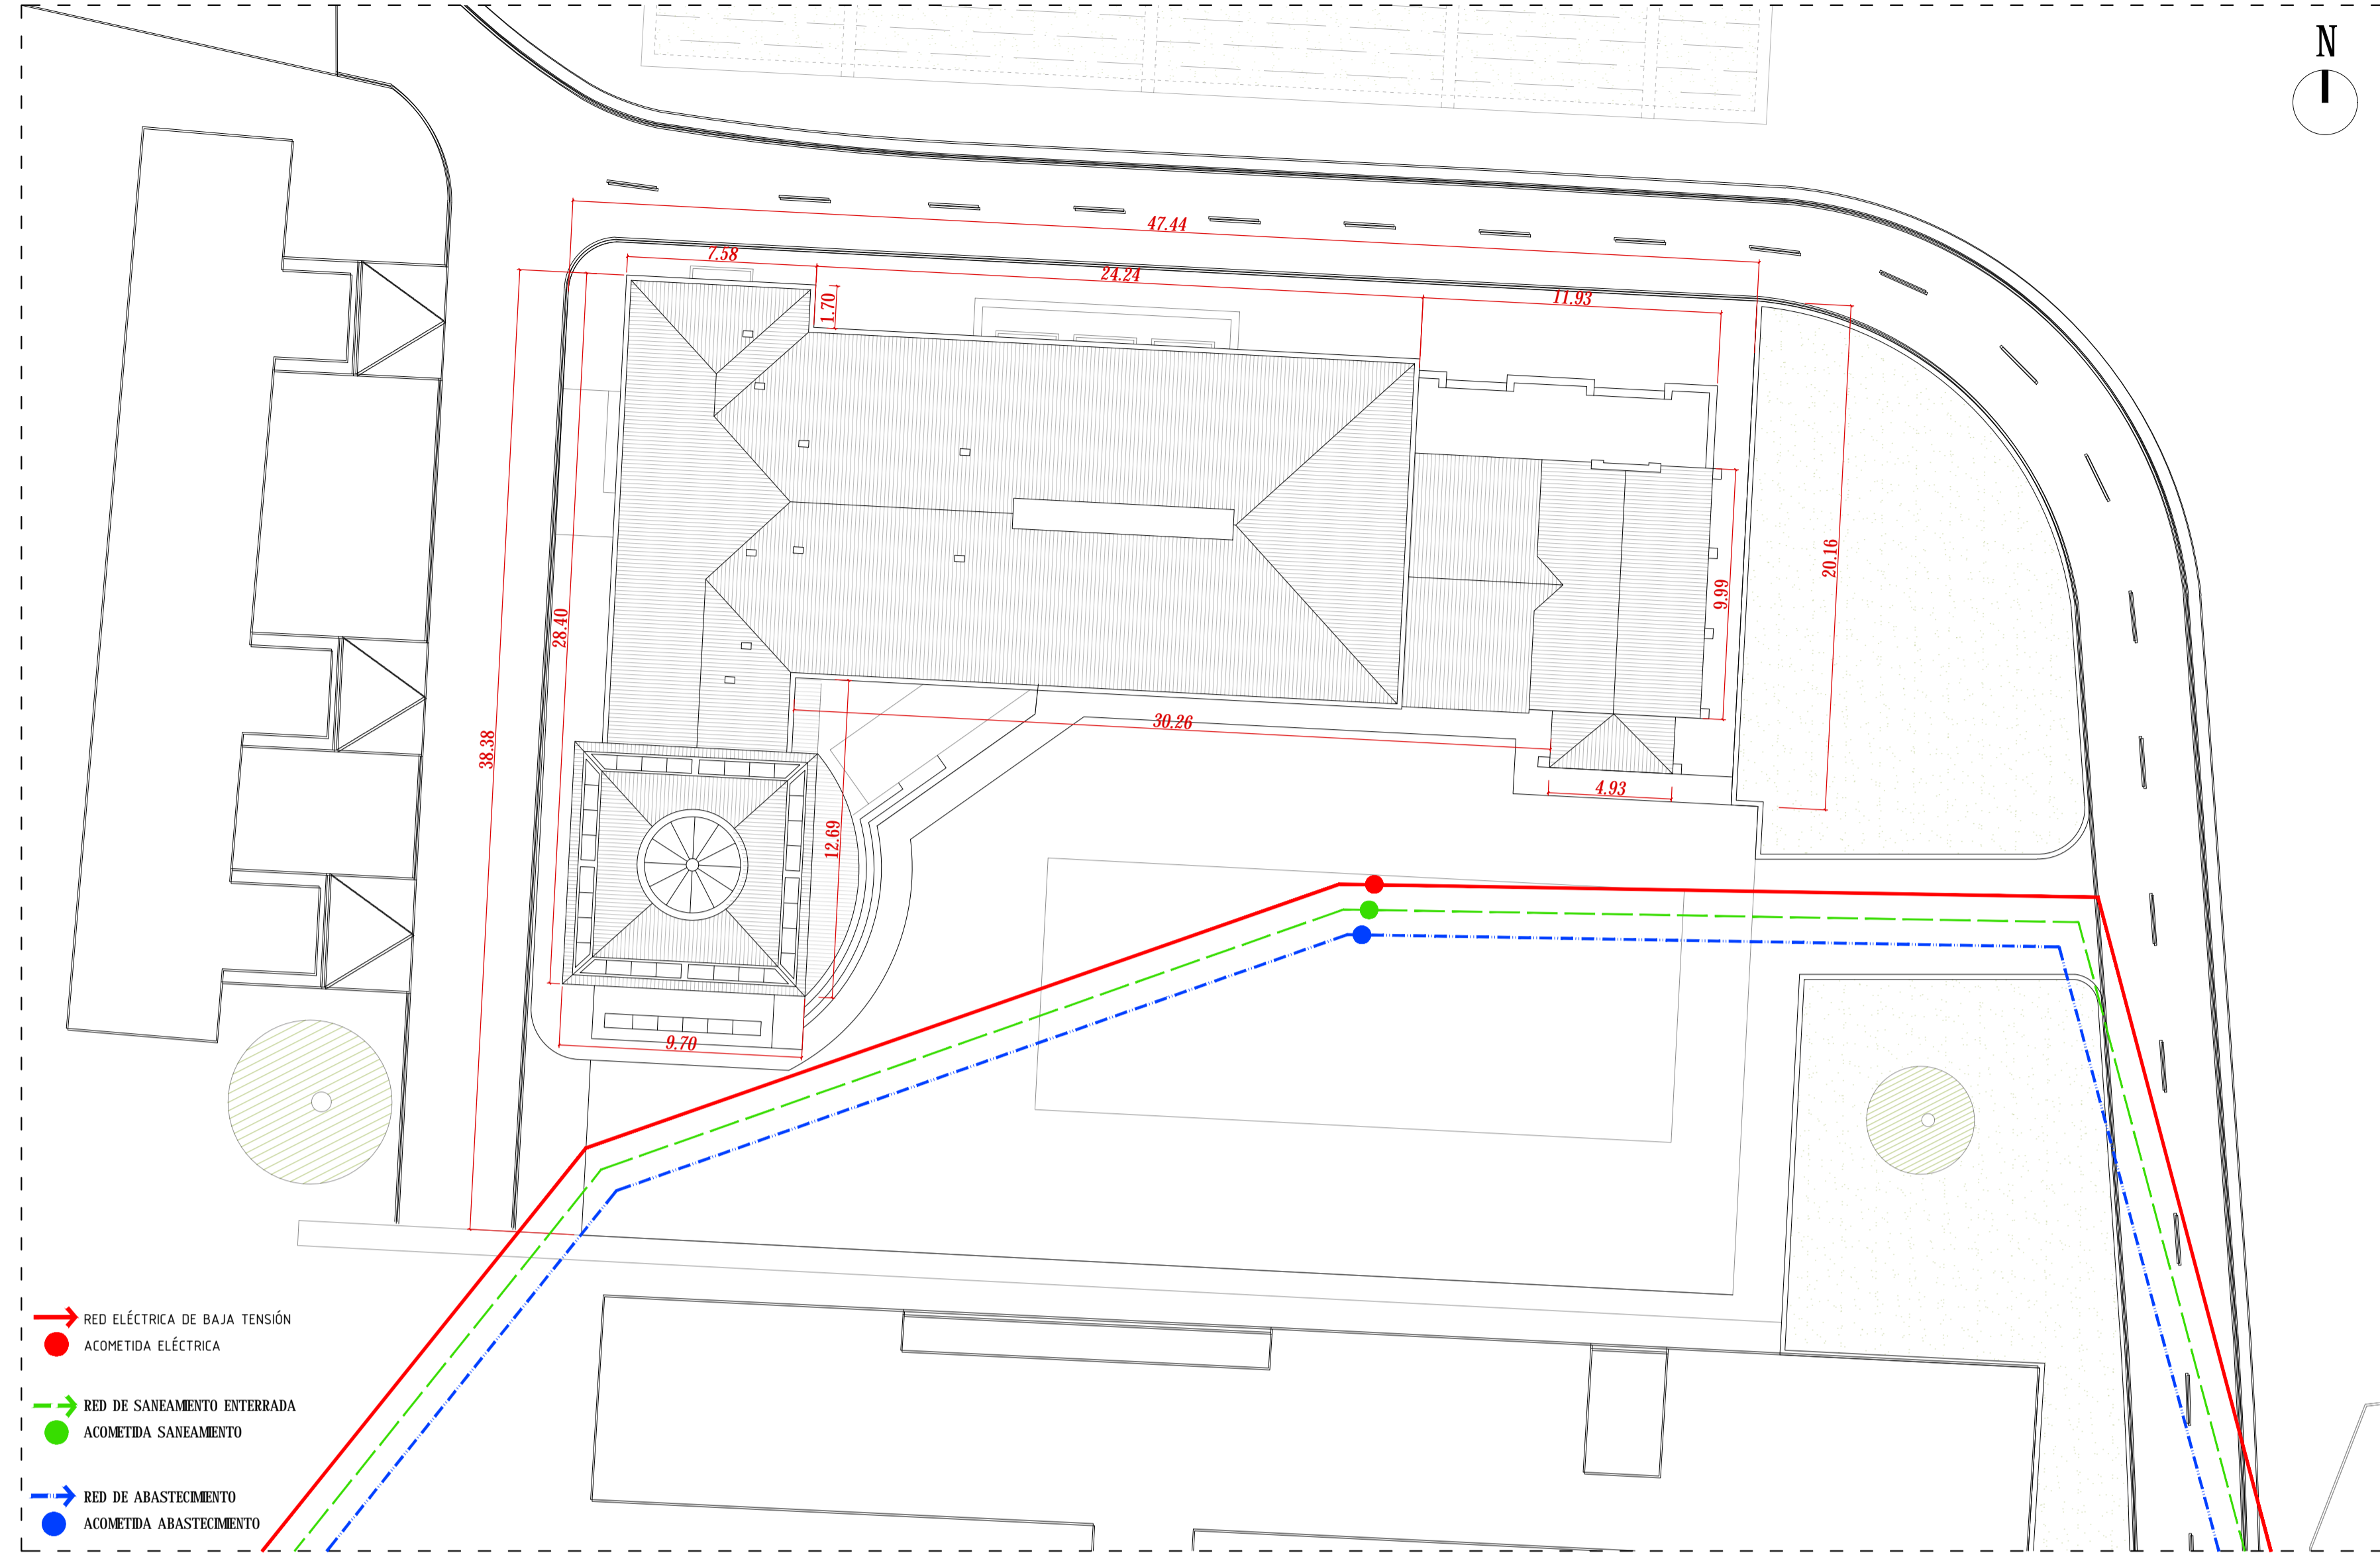 N
47.44
7.58
24.24
11.93
1.70
20.16
9.99
28.40
38.38
30.26
4.93
12.69
9.70
RED ELÉCTRICA DE BAJA TENSIÓN
ACOMETIDA ELÉCTRICA
RED DE SANEAMIENTO ENTERRADA
ACOMETIDA SANEAMIENTO
RED DE ABASTECIMIENTO
ACOMETIDA ABASTECIMIENTO